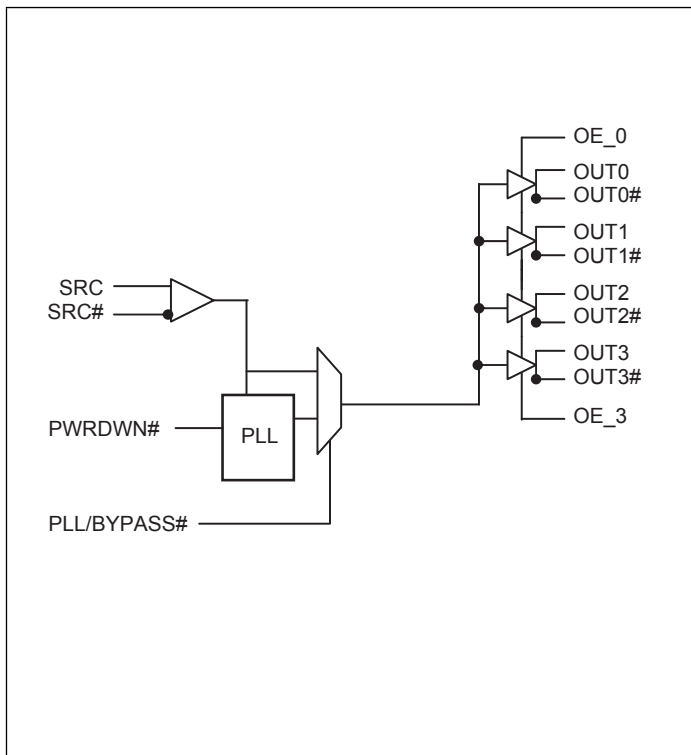 OE_0
OUT0
OUT0#
OUT1
OUT1#
SRC
SRC#
OUT2
OUT2#
OUT3
OUT3#
PWRDWN#
PLL
OE_3
PLL/BYPASS#